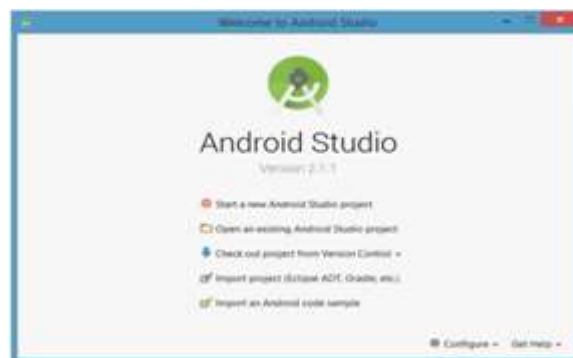 Welcome to Android Studio
Android Studio
Version 2.1.1
Start a new Android Studio project
Open an existing Android Studio project
Check out project from Version Control
Import project (Eclipse ADT, Gradle, etc.)
Import an Android code sample
Configure Get Help